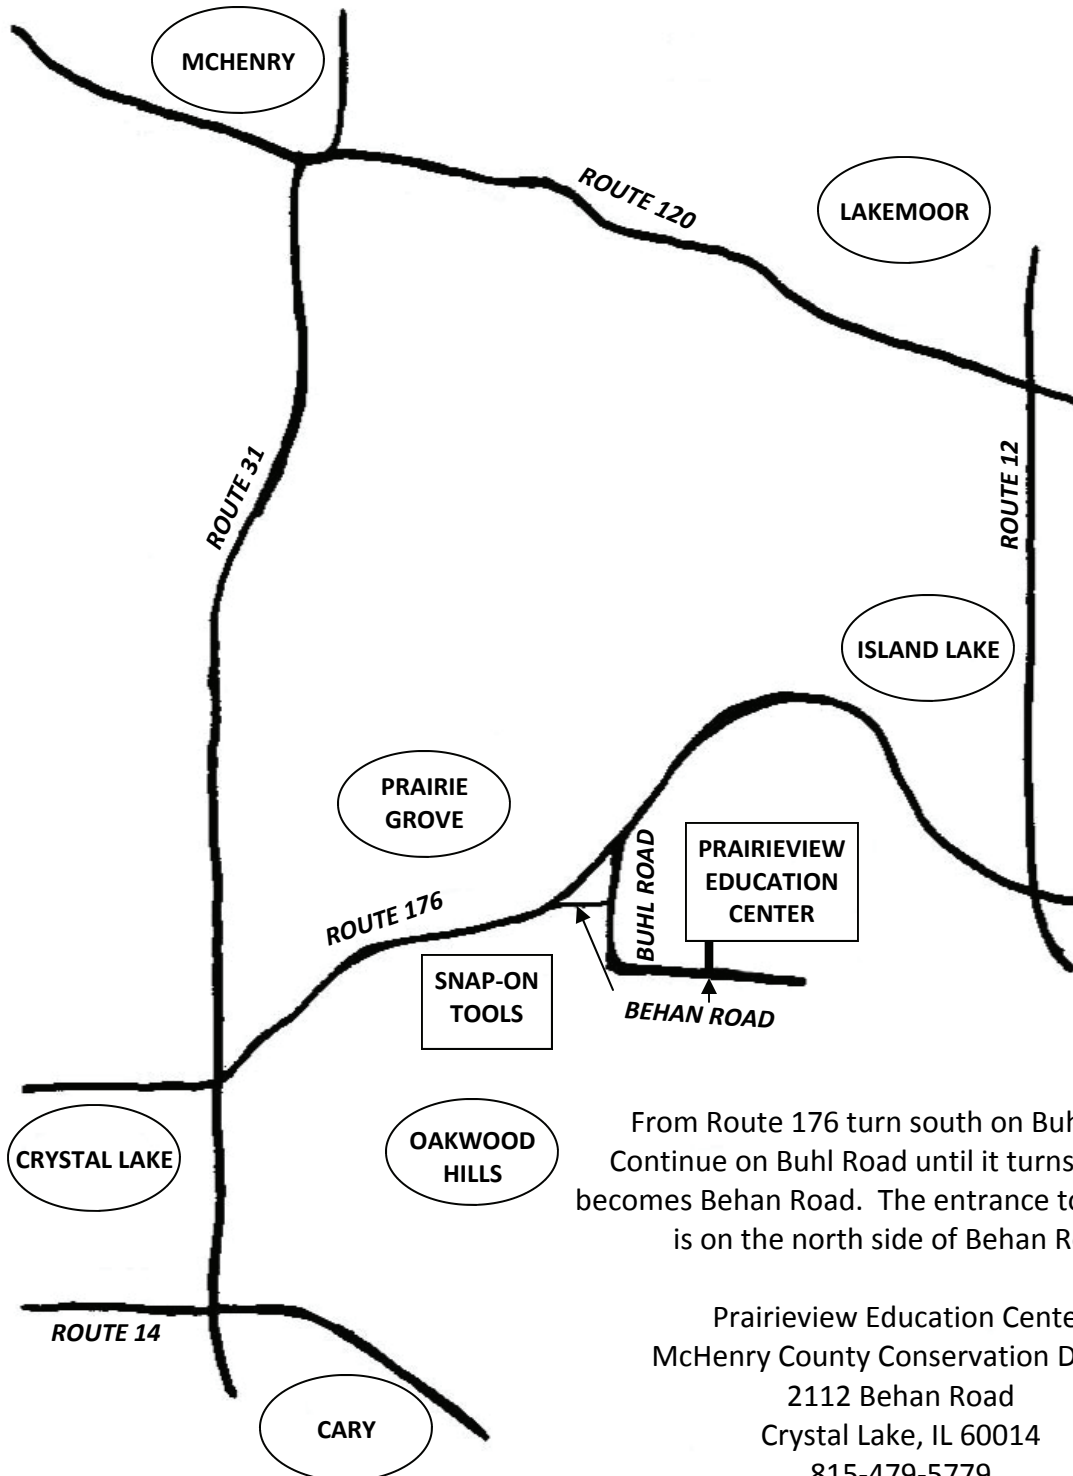 MCHENRY
ROUTE 120
LAKEMOOR
ROUTE 31
ROUTE 12
ISLAND LAKE
PRAIRIE
GROVE
BUHL ROAD
PRAIRIEVIEW
EDUCATION
CENTER
ROUTE 176
SNAP-ON
TOOLS
BEHAN ROAD
CRYSTAL LAKE
OAKWOOD
HILLS
From Route 176 turn south on Buh
Continue on Buhl Road until it turns
becomes Behan Road.  The entrance to
is on the north side of Behan R
ROUTE 14
Prairieview Education Cente
McHenry County Conservation D
2112 Behan Road
Crystal Lake, IL 60014
815-479-5779
CARY